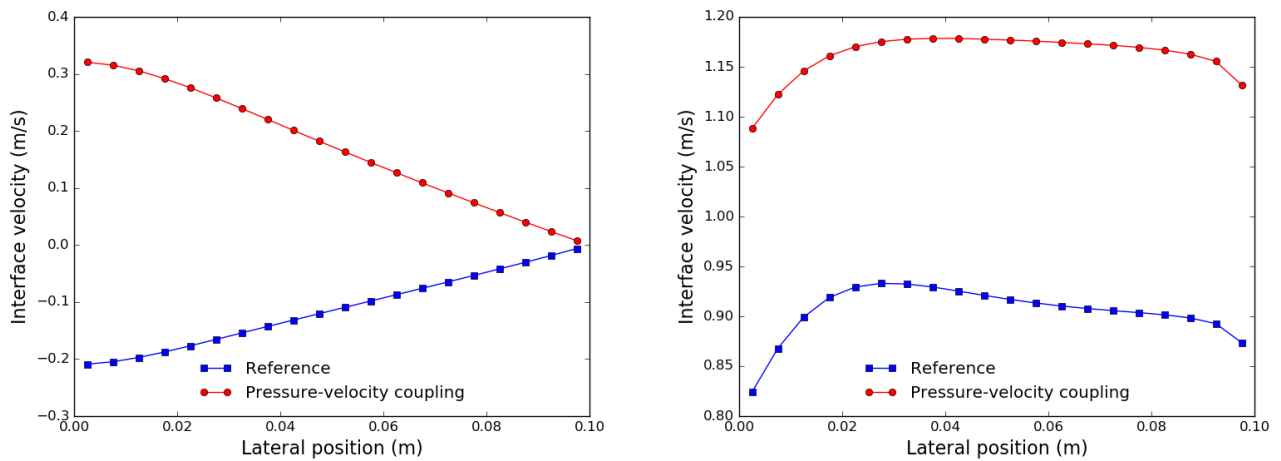 0.4
0.3
0.2
0.1
0.0
−0.1
−0.2
−0.3
Interface velocity (m/s)
Reference
Pressure-velocity coupling
0.00 0.02 0.04 0.06 0.08 0.10
Lateral position (m)
1.20
1.15
1.10
1.05
1.00
0.95
0.90
0.85
0.80
Interface velocity (m/s)
Reference
Pressure-velocity coupling
0.00 0.02 0.04 0.06 0.08 0.10
Lateral position (m)